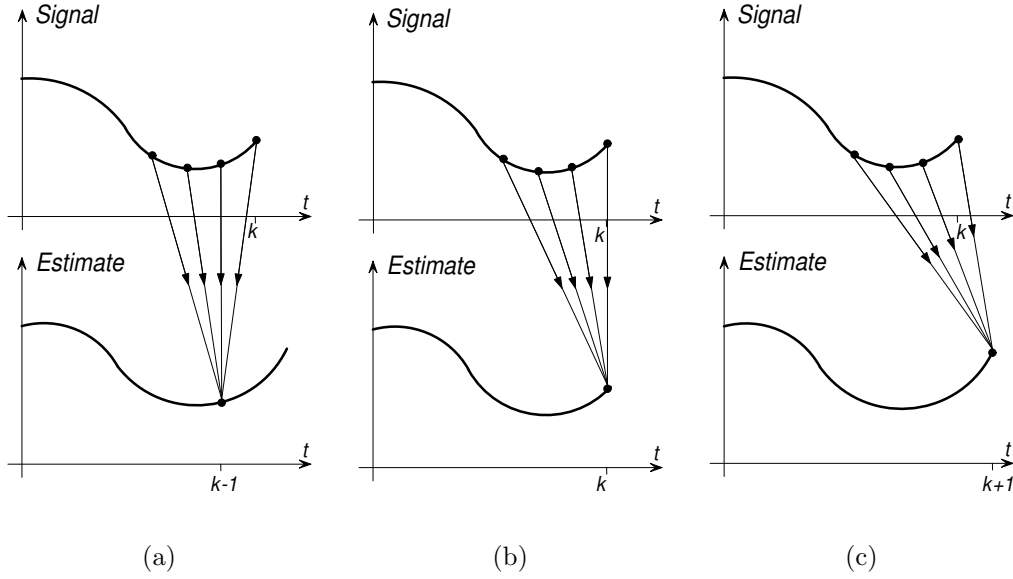 Signal
t
k
Estimate
t
k-1
(a)
Signal
t
k
Estimate
t
k
(b)
Signal
t
k
Estimate
t
k+1
(c)